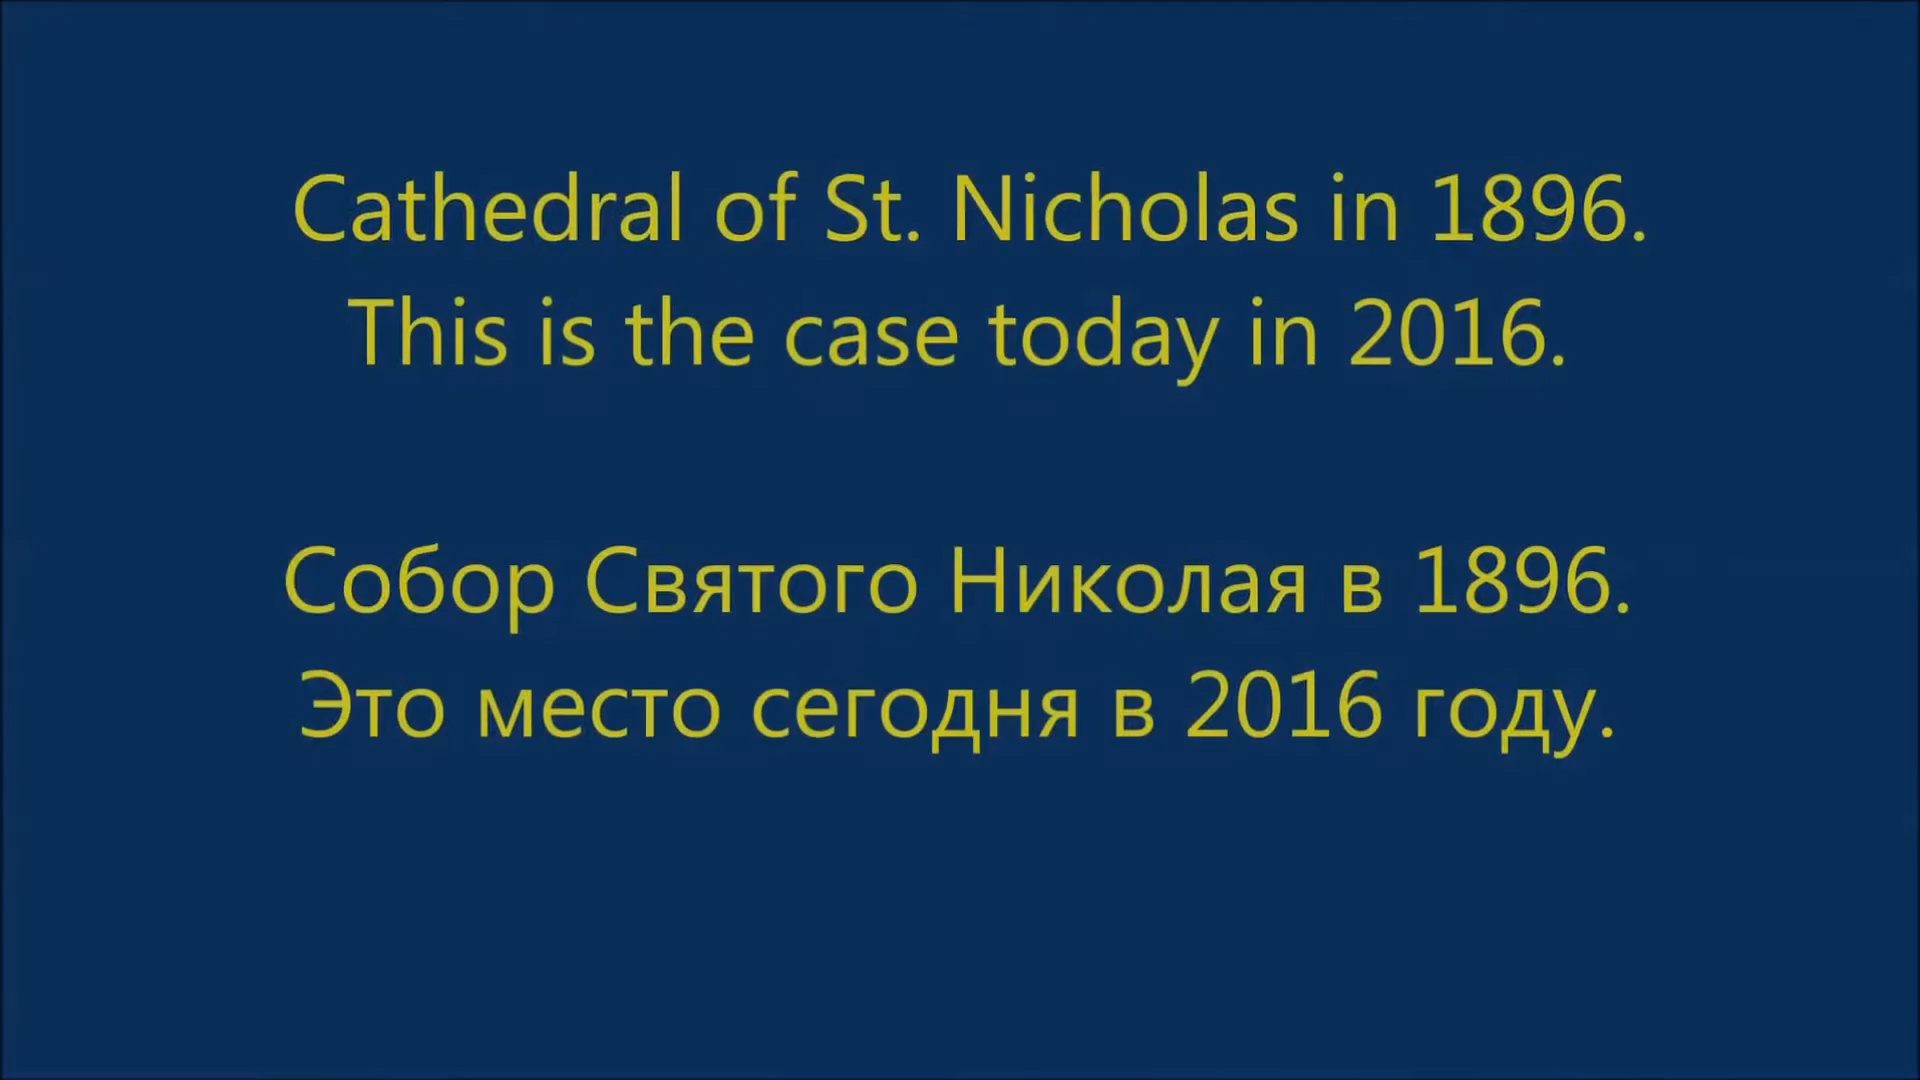 Cathedral of St. Nicholas in 1896.
This is the case today in 2016.
Собор Святого Николая в 1896.
Это место сегодня в 2016 году.